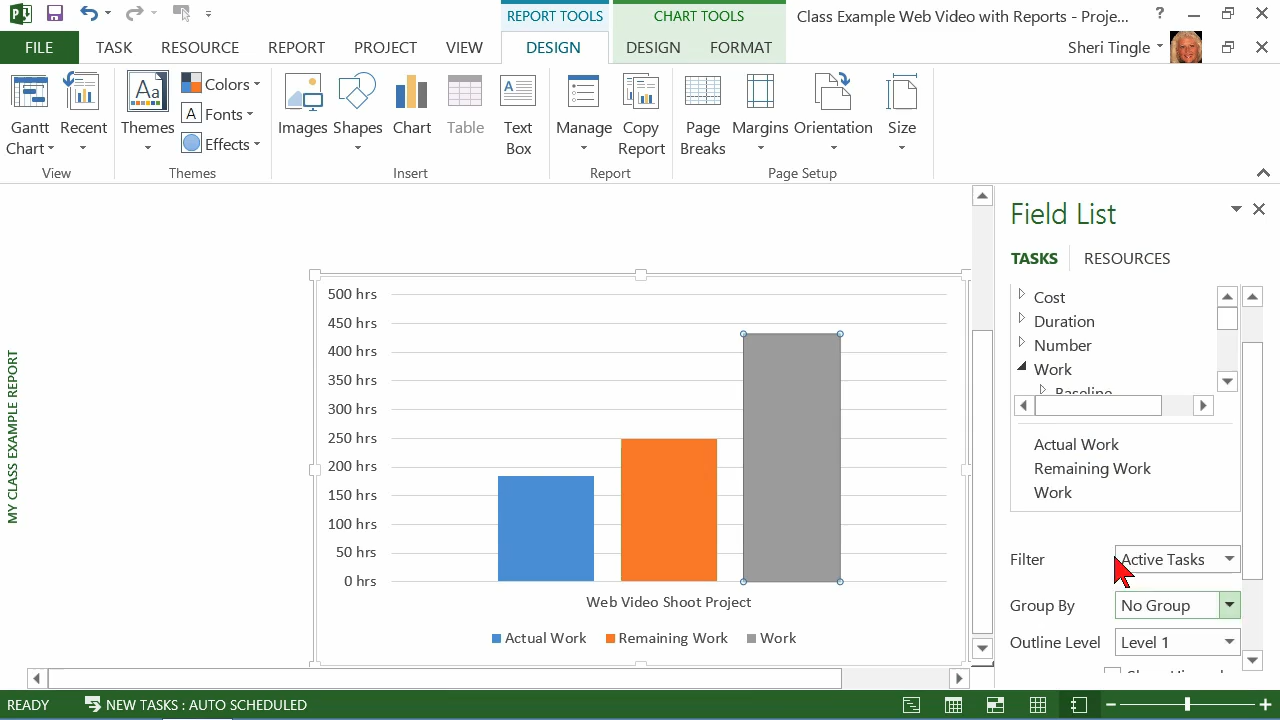 REPORT TOOLS
CHART TOOLS
Class Example Web Video with Reports - Proje...
?
FILE
TASK
RESOURCE
REPORT
PROJECT
VIEW
DESIGN
DESIGN
FORMAT
Sheri Tingle
Gantt Chart
Recent
Aa
Themes
Colors
A Fonts
Effects
Images
Shapes
Chart
Table
A
Text Box
Manage
Copy Report
Page Breaks
Margins
Orientation
Size
View
Themes
Insert
Report
Page Setup
MY CLASS EXAMPLE REPORT
500 hrs
450 hrs
400 hrs
350 hrs
300 hrs
250 hrs
200 hrs
150 hrs
100 hrs
50 hrs
0 hrs
Web Video Shoot Project
Actual Work
Remaining Work
Work
Field List
TASKS
RESOURCES
Cost
Duration
Number
Work
Baseline
Actual Work
Remaining Work
Work
Filter
Active Tasks
Group By
No Group
Outline Level
Level 1
READY
NEW TASKS : AUTO SCHEDULED